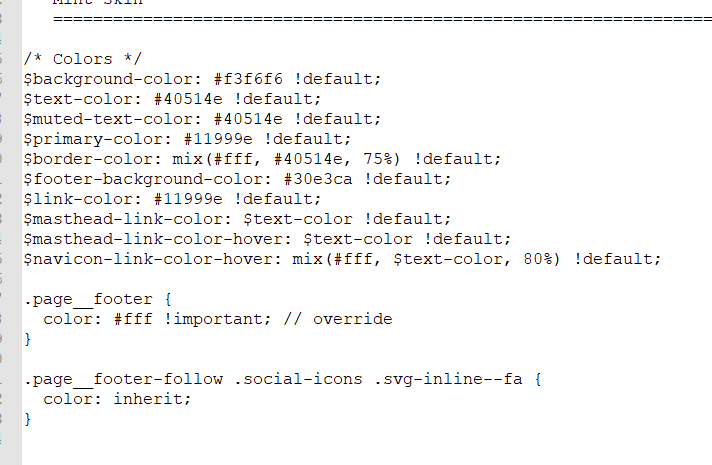 Mint Skin
==================================================================
/* Colors */
$background-color: #f3f6f6 !default;
$text-color: #40514e !default;
$muted-text-color: #40514e !default;
$primary-color: #11999e !default;
$border-color: mix(#fff, #40514e, 75%) !default;
$footer-background-color: #30e3ca !default;
$link-color: #11999e !default;
$masthead-link-color: $text-color !default;
$masthead-link-color-hover: $text-color !default;
$navicon-link-color-hover: mix(#fff, $text-color, 80%) !default;
.page__footer {
color: #fff !important; // override
}
.page__footer-follow .social-icons .svg-inline--fa {
color: inherit;
}